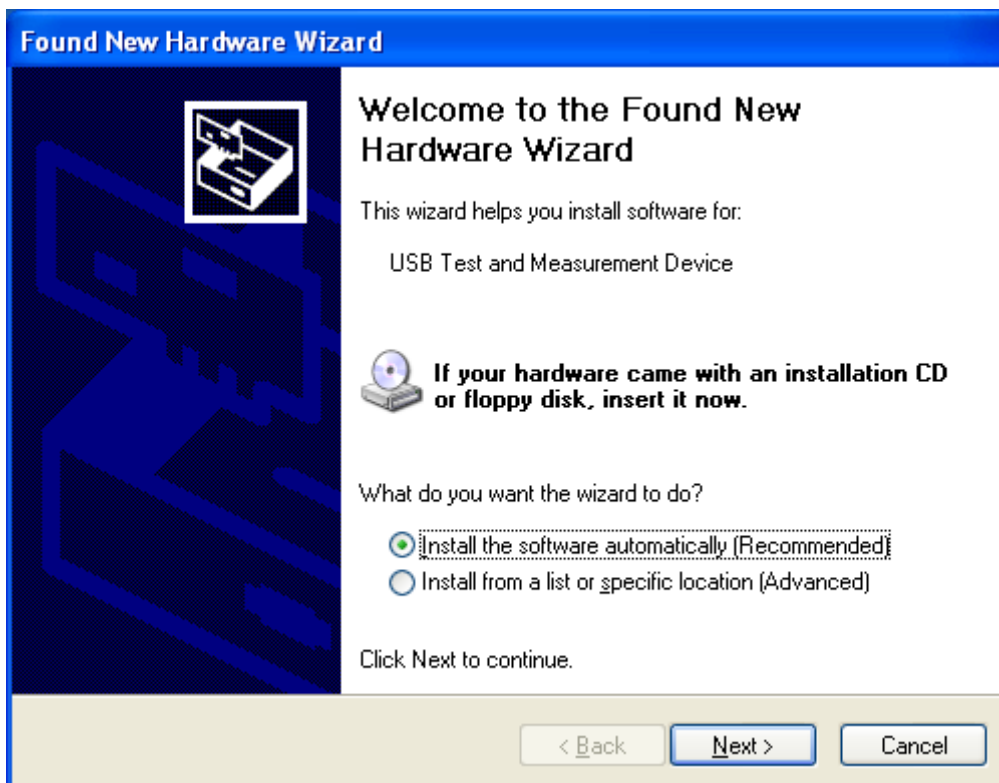 Found New Hardware Wizard
Welcome to the Found New
Hardware Wizard
This wizard helps you install software for:
USB Test and Measurement Device
If your hardware came with an installation CD
or floppy disk, insert it now.
What do you want the wizard to do?
Install the software automatically (Recommended)
Install from a list or specific location (Advanced)
Click Next to continue.
< Back Next > Cancel